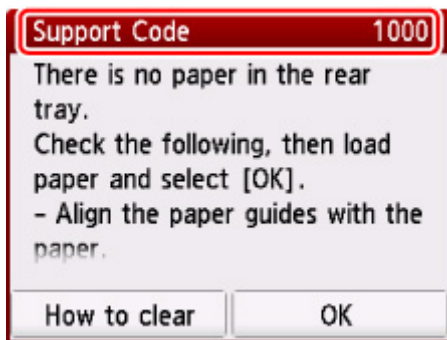 Support Code 1000
There is no paper in the rear
tray.
Check the following, then load
paper and select [OK].
- Align the paper guides with the
paper.
How to clear OK